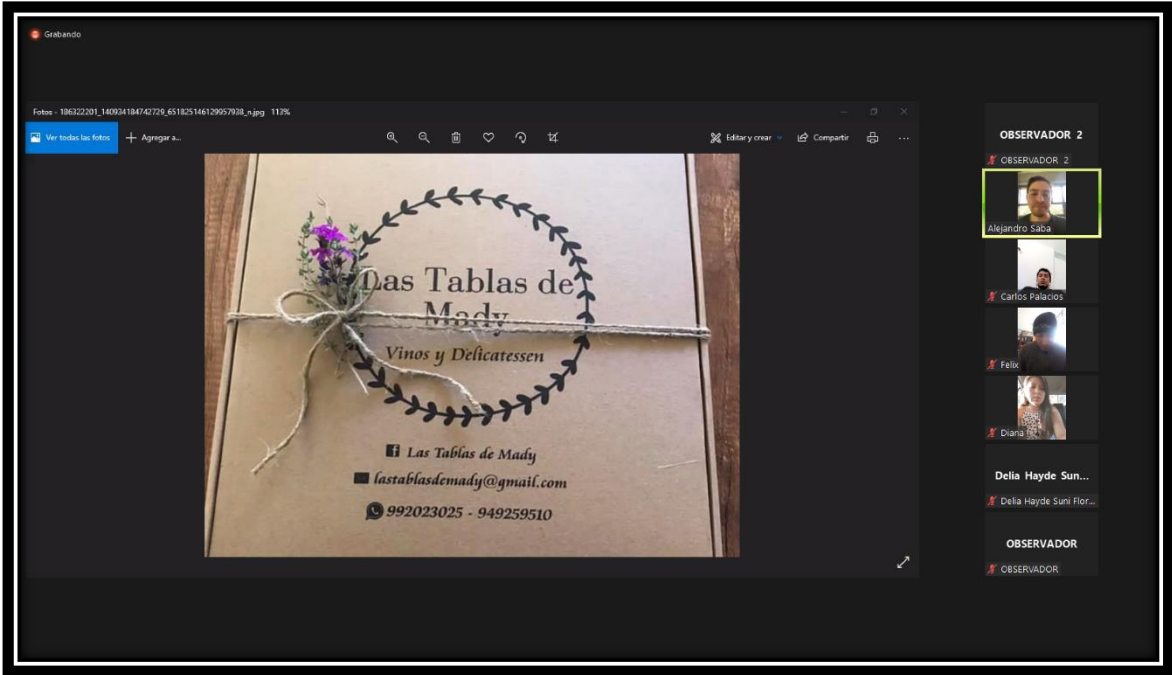 Grabando
Fotos - 186322201_140934184742729_651825146129957938_n.jpg 113%
Ver todas las fotos
Agregar a...
Editar y crear
Compartir
Las Tablas de
Mady
Vinos y Delicatessen
Las Tablas de Mady
lastablasdemady@gmail.com
992023025 - 949259510
OBSERVADOR 2
OBSERVADOR 2
Alejandro Saba
Carlos Palacios
Felix
Diana
Delia Hayde Sun...
Delia Hayde Suni Flor...
OBSERVADOR
OBSERVADOR